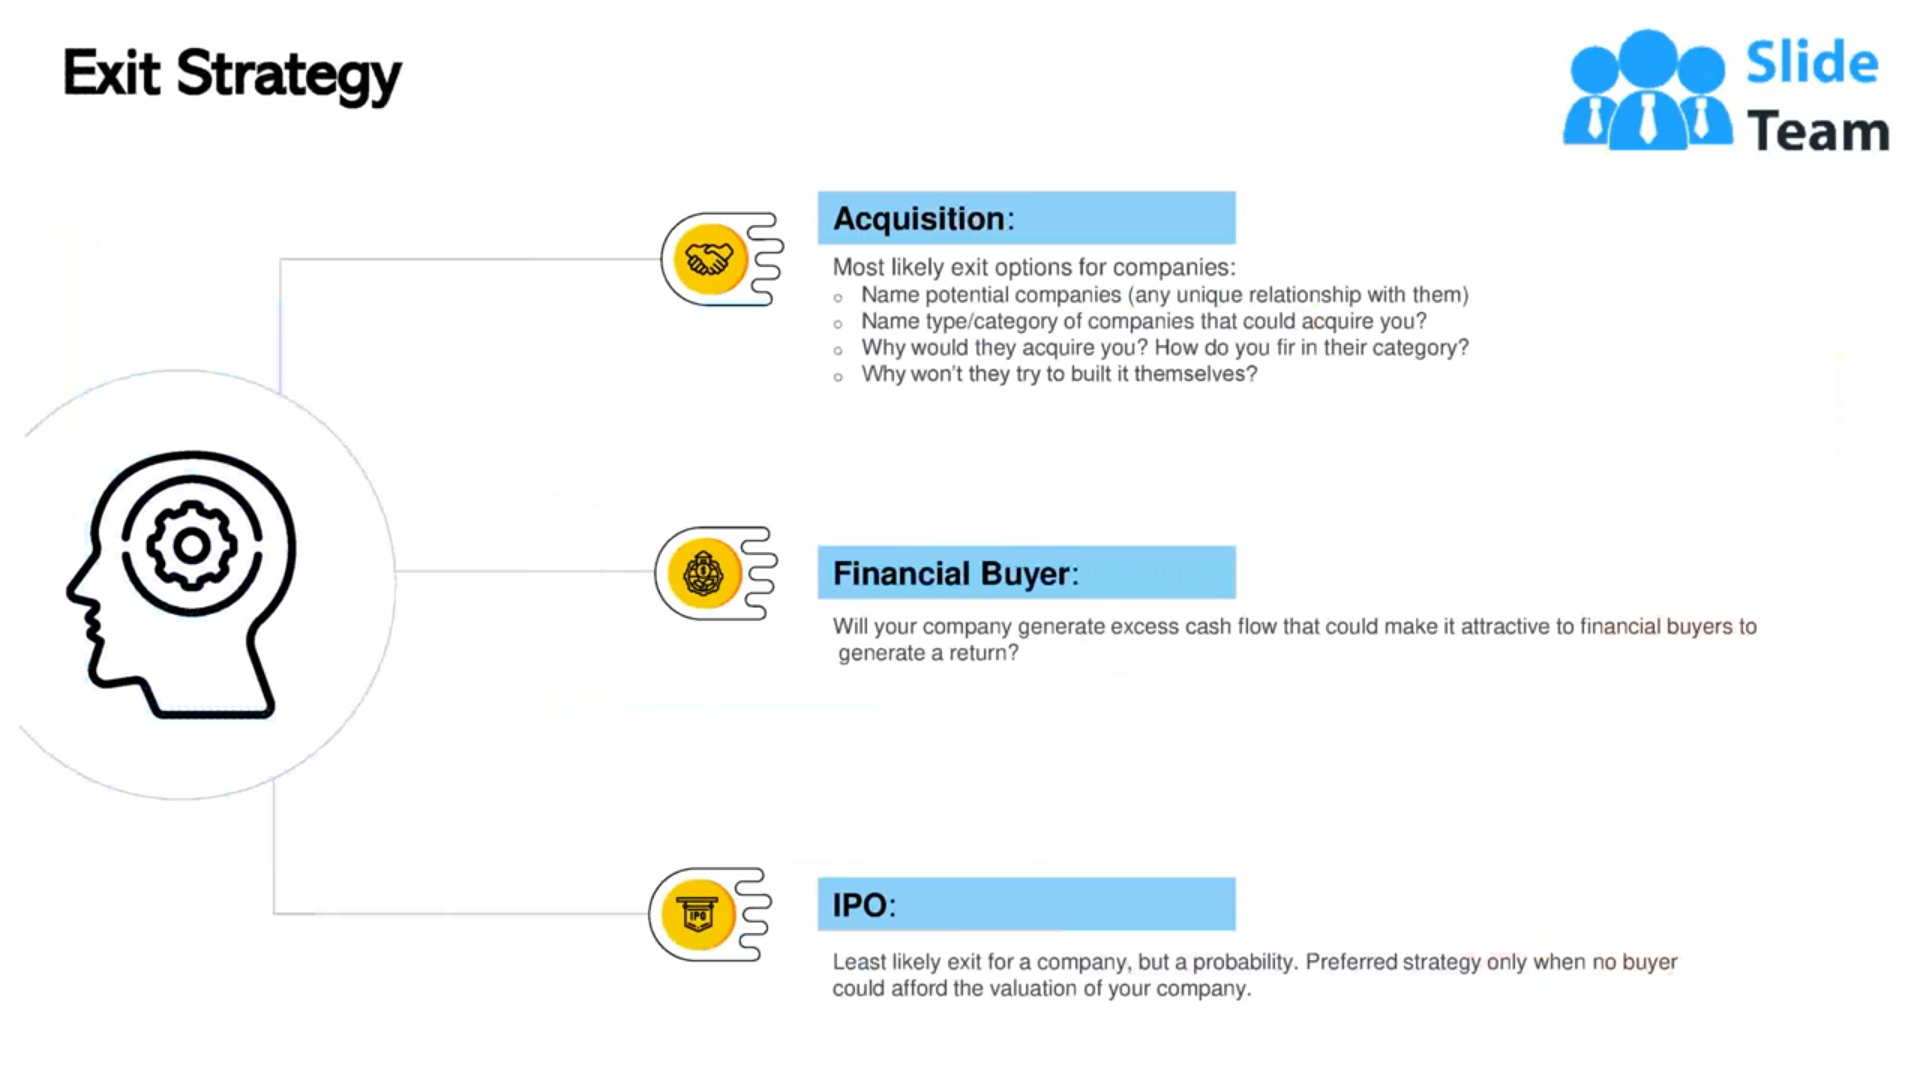 Exit Strategy
Slide
Team
Acquisition:
Most likely exit options for companies:
○ Name potential companies (any unique relationship with them)
○ Name type/category of companies that could acquire you?
○ Why would they acquire you? How do you fir in their category?
○ Why won't they try to built it themselves?
Financial Buyer:
Will your company generate excess cash flow that could make it attractive to financial buyers to
generate a return?
IPO
IPO:
Least likely exit for a company, but a probability. Preferred strategy only when no buyer
could afford the valuation of your company.